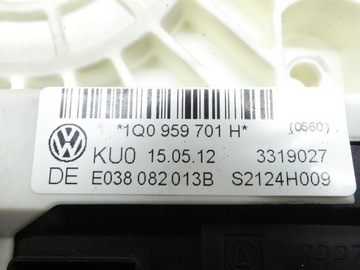 *1Q0 959 701 H* (0560)
KU0 15.05.12 3319027
DE E038 082 013B S2124H009